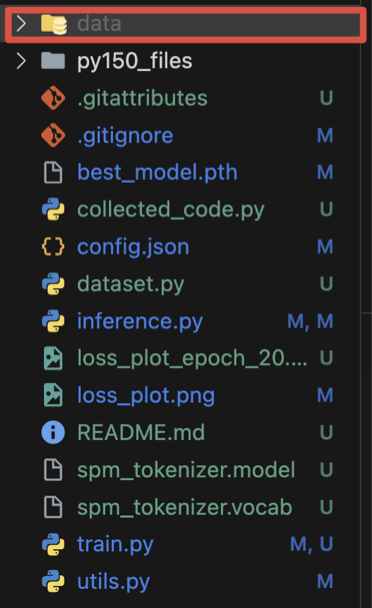 data
py150_files
.gitattributes U
.gitignore M
best_model.pth M
collected_code.py U
config.json M
dataset.py U
inference.py M, M
loss_plot_epoch_20.... U
loss_plot.png M
README.md U
spm_tokenizer.model U
spm_tokenizer.vocab U
train.py M, U
utils.py M